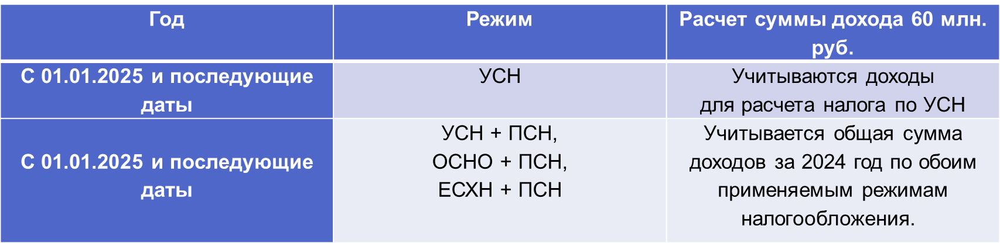 Год
Режим
Расчет суммы дохода 60 млн.
руб.
С 01.01.2025 и последующие
даты
УСН
Учитываются доходы
для расчета налога по УСН
С 01.01.2025 и последующие
даты
УСН + ПСН,
ОСНО + ПСН,
ЕСХН + ПСН
Учитывается общая сумма
доходов за 2024 год по обоим
применяемым режимам
налогообложения.